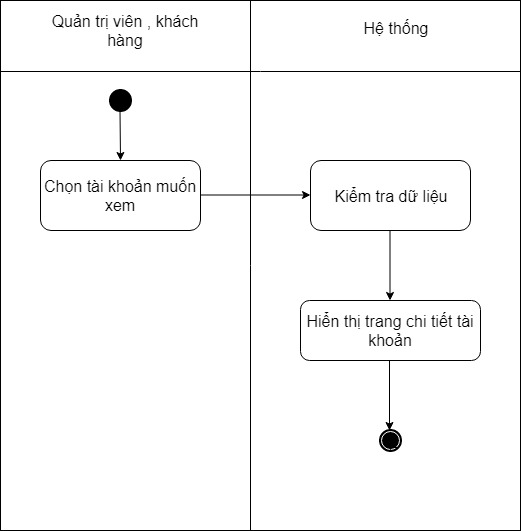 Quản trị viên , khách
hàng
Hệ thống
Chọn tài khoản muốn
xem
Kiểm tra dữ liệu
Hiển thị trang chi tiết tài
khoản